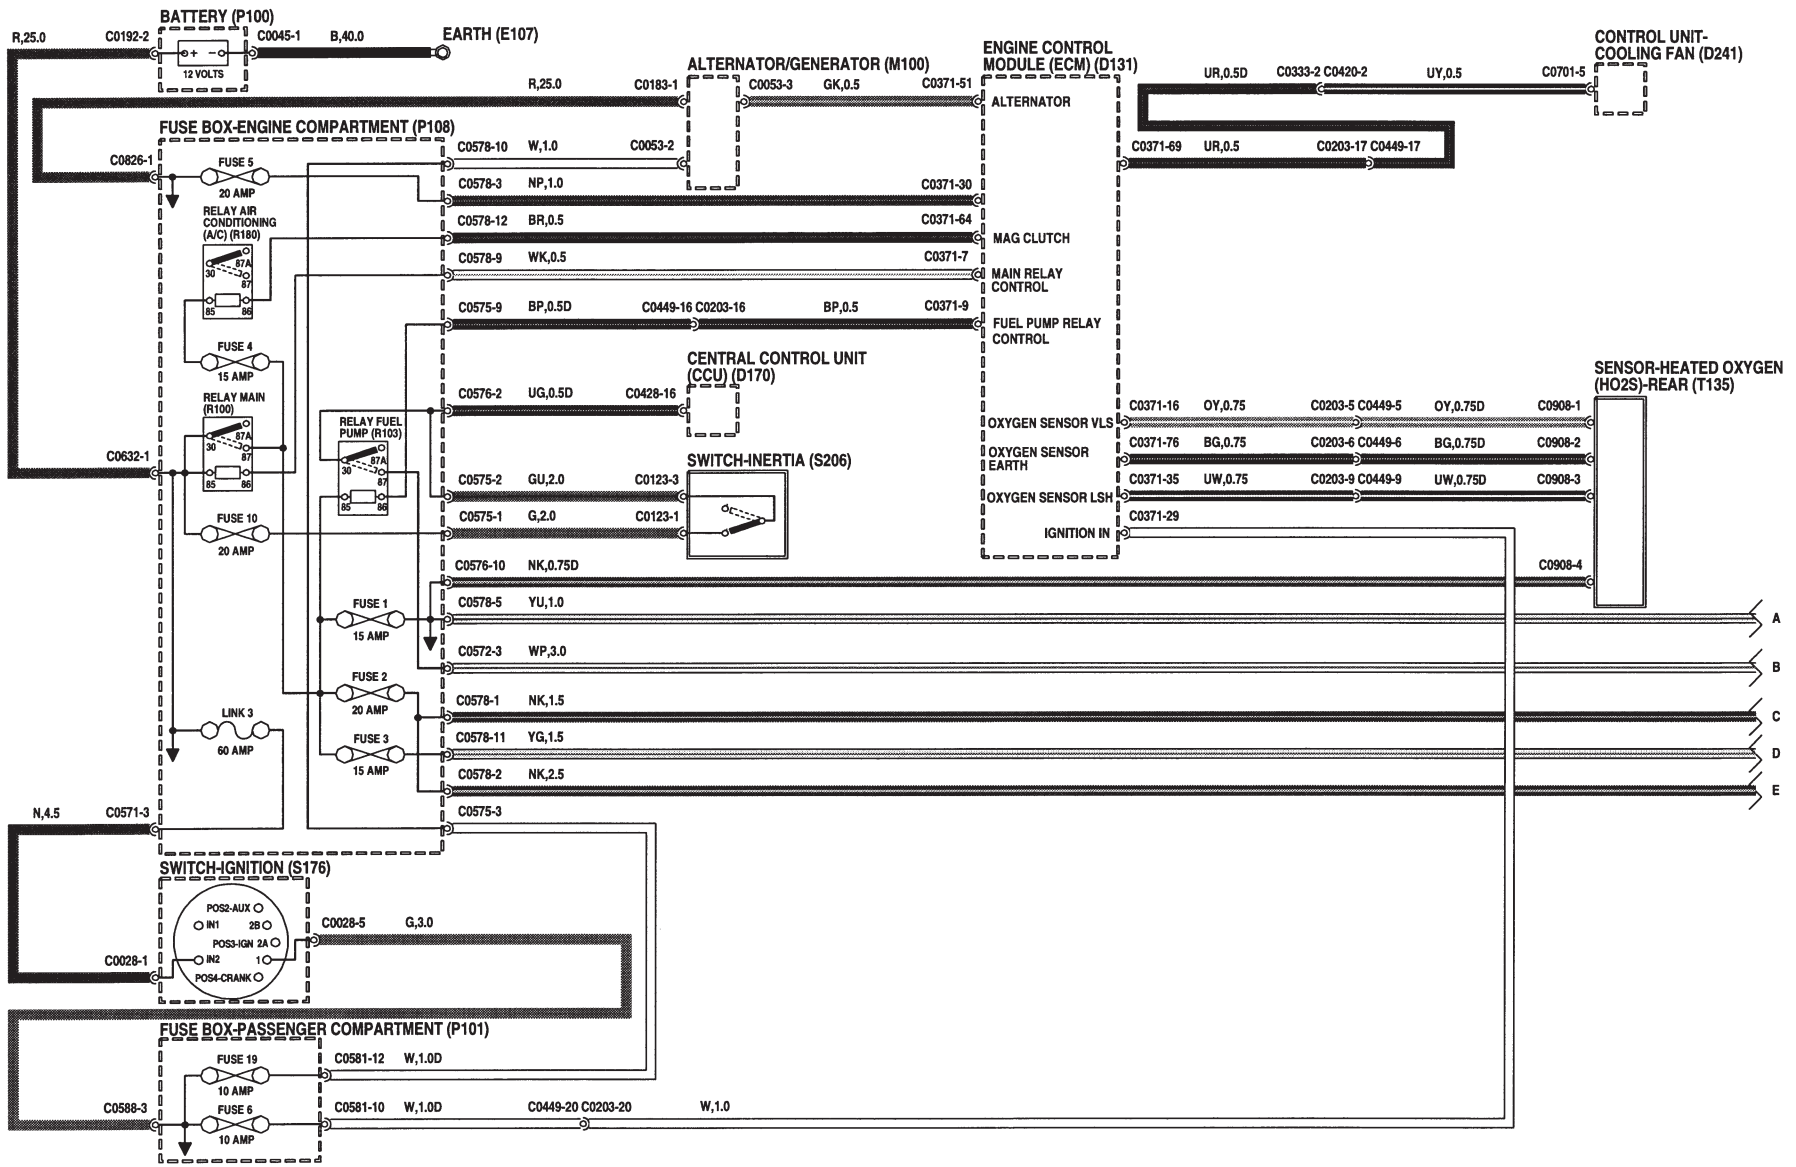 BATTERY (P100)
R,25.0
C0192-2
C0045-1
B,40.0
EARTH (E107)
+ -
12 VOLTS
ALTERNATOR/GENERATOR (M100)
ENGINE CONTROL
MODULE (ECM) (D131)
CONTROL UNIT-
COOLING FAN (D241)
R,25.0
C0183-1
C0053-3
GK,0.5
C0371-51
ALTERNATOR
UR,0.5D
C0333-2 C0420-2
UY,0.5
C0701-5
FUSE BOX-ENGINE COMPARTMENT (P108)
C0826-1
FUSE 5
20 AMP
C0578-10
W,1.0
C0053-2
C0371-69
UR,0.5
C0203-17 C0449-17
C0578-3
NP,1.0
C0371-30
RELAY AIR
CONDITIONING
(A/C) (R180)
87A
30
87
85
86
C0578-12
BR,0.5
C0371-64
MAG CLUTCH
C0578-9
WK,0.5
C0371-7
MAIN RELAY
CONTROL
C0575-9
BP,0.5D
C0449-16 C0203-16
BP,0.5
C0371-9
FUEL PUMP RELAY
CONTROL
FUSE 4
15 AMP
CENTRAL CONTROL UNIT
(CCU) (D170)
SENSOR-HEATED OXYGEN
(HO2S)-REAR (T135)
RELAY MAIN
(R100)
87A
30
87
85
86
C0576-2
UG,0.5D
C0428-16
RELAY FUEL
PUMP (R103)
87A
30
87
85
86
OXYGEN SENSOR VLS
C0371-16
OY,0.75
C0203-5 C0449-5
OY,0.75D
C0908-1
OXYGEN SENSOR
EARTH
C0371-76
BG,0.75
C0203-6 C0449-6
BG,0.75D
C0908-2
C0632-1
SWITCH-INERTIA (S206)
C0575-2
GU,2.0
C0123-3
OXYGEN SENSOR LSH
C0371-35
UW,0.75
C0203-9 C0449-9
UW,0.75D
C0908-3
FUSE 10
20 AMP
C0575-1
G,2.0
C0123-1
IGNITION IN
C0371-29
C0576-10
NK,0.75D
C0908-4
FUSE 1
15 AMP
C0578-5
YU,1.0
A
C0572-3
WP,3.0
B
FUSE 2
20 AMP
C0578-1
NK,1.5
C
LINK 3
60 AMP
FUSE 3
15 AMP
C0578-11
YG,1.5
D
C0578-2
NK,2.5
E
N,4.5
C0571-3
C0575-3
SWITCH-IGNITION (S176)
POS2-AUX
IN1
2B
POS3-IGN 2A
IN2
1
POS4-CRANK
C0028-5
G,3.0
C0028-1
FUSE BOX-PASSENGER COMPARTMENT (P101)
FUSE 19
10 AMP
C0581-12
W,1.0D
C0588-3
FUSE 6
10 AMP
C0581-10
W,1.0D
C0449-20 C0203-20
W,1.0